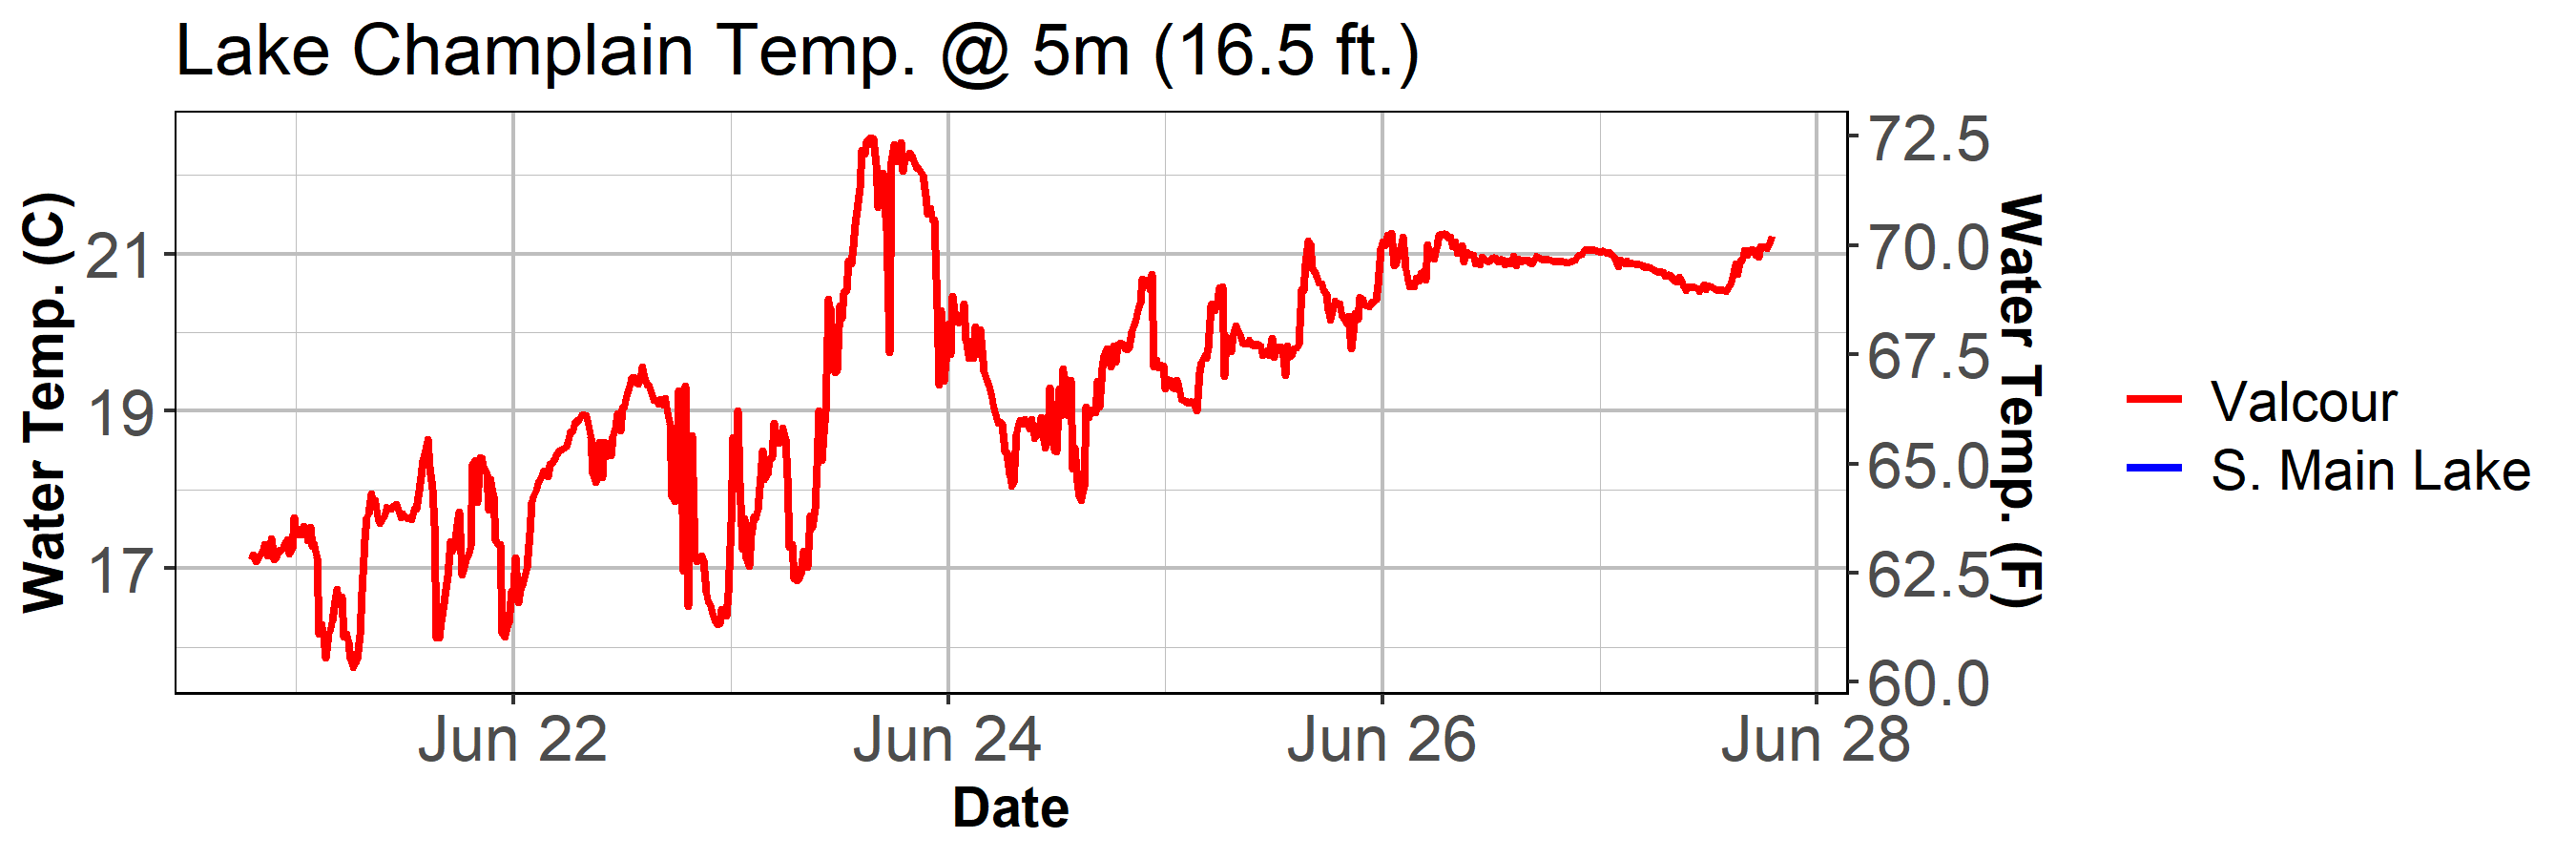 Lake Champlain Temp. @ 5m (16.5 ft.)
Water Temp. (C)
21
19
17
72.5
70.0
67.5
65.0
62.5
60.0
Water Temp. (F)
Jun 22
Jun 24
Jun 26
Jun 28
Date
Valcour
S. Main Lake